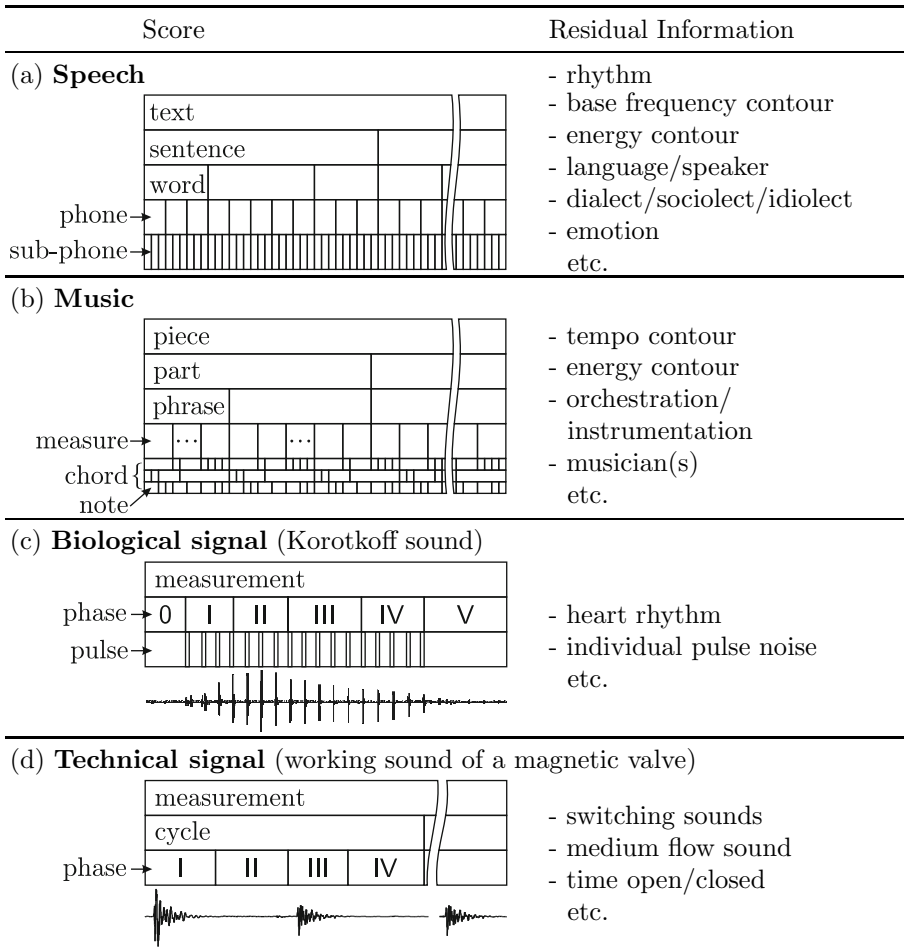 Score Residual Information
(a) Speech
text
sentence
word
phone
sub-phone
- rhythm
- base frequency contour
- energy contour
- language/speaker
- dialect/sociolect/idiolect
- emotion
etc.
(b) Music
piece
part
phrase
measure ... ...
chord {
note
- tempo contour
- energy contour
- orchestration/
instrumentation
- musician(s)
etc.
(c) Biological signal (Korotkoff sound)
measurement
phase 0 I II III IV V
pulse
- heart rhythm
- individual pulse noise
etc.
(d) Technical signal (working sound of a magnetic valve)
measurement
cycle
phase I II III IV
- switching sounds
- medium flow sound
- time open/closed
etc.